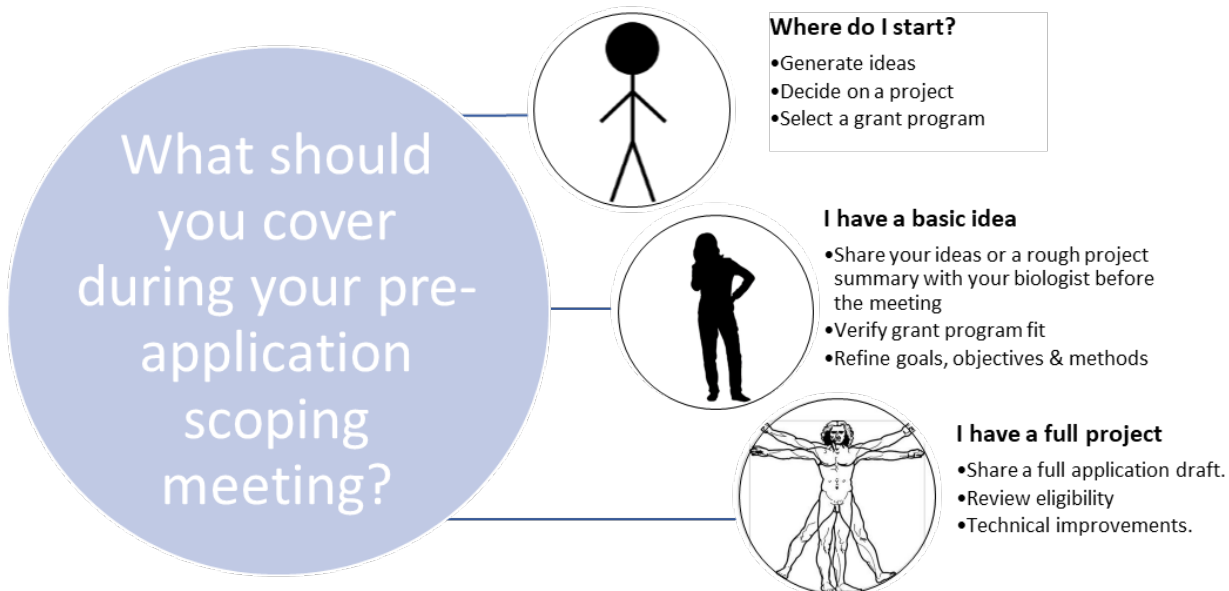 What should
you cover
during your pre-
application
scoping
meeting?
Where do I start?
•Generate ideas
•Decide on a project
•Select a grant program
I have a basic idea
•Share your ideas or a rough project
summary with your biologist before
the meeting
•Verify grant program fit
•Refine goals, objectives & methods
I have a full project
•Share a full application draft.
•Review eligibility
•Technical improvements.